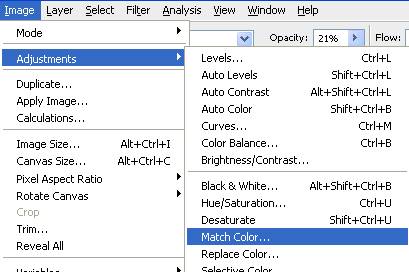 Image Layer Select Filter Analysis View Window Help
Opacity: 21% Flow:
Mode
Adjustments
Duplicate...
Apply Image...
Calculations...
Image Size... Alt+Ctrl+I
Canvas Size... Alt+Ctrl+C
Pixel Aspect Ratio
Rotate Canvas
Crop
Trim...
Reveal All
Variables
Levels... Ctrl+L
Auto Levels Shift+Ctrl+L
Auto Contrast Alt+Shift+Ctrl+L
Auto Color Shift+Ctrl+B
Curves... Ctrl+M
Color Balance... Ctrl+B
Brightness/Contrast...
Black & White... Alt+Shift+Ctrl+B
Hue/Saturation... Ctrl+U
Desaturate Shift+Ctrl+U
Match Color...
Replace Color...
Selective Color...